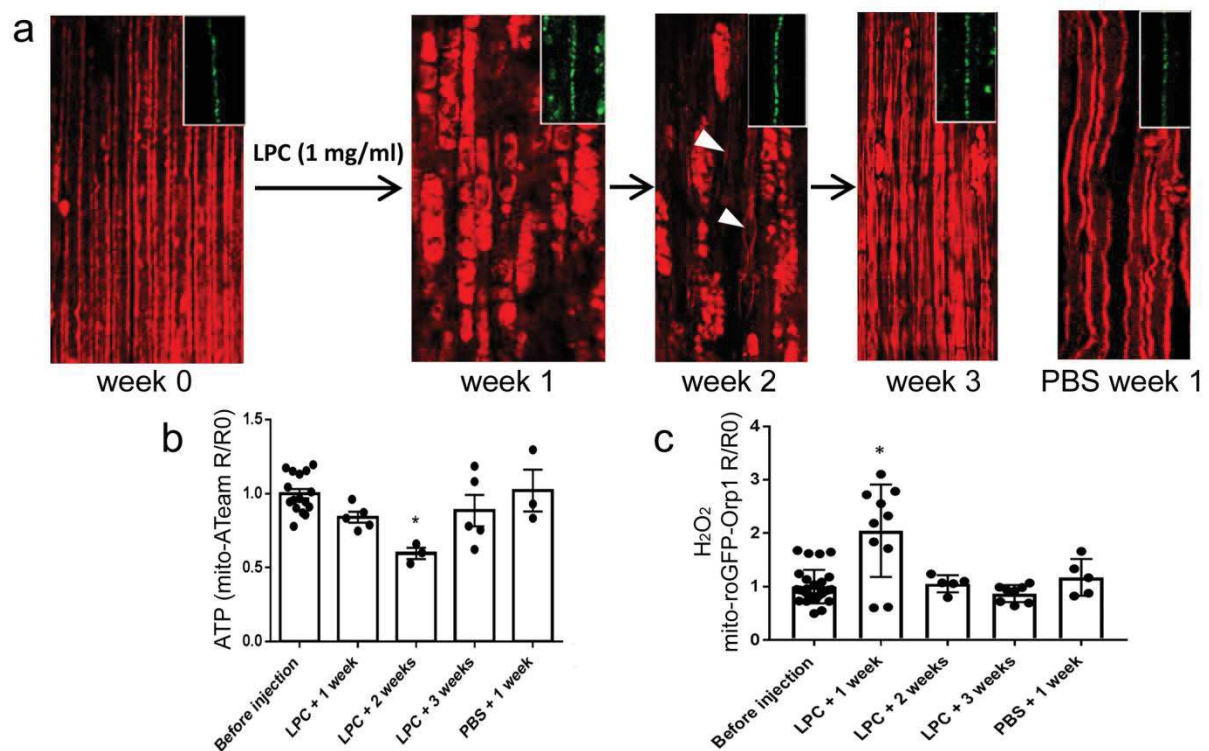 a
LPC (1 mg/ml)
week 0
week 1
week 2
week 3
PBS week 1
b
ATP (mito-ATeam R/R0)
1.5
1.0
0.5
0.0
*
Before injection
LPC + 1 week
LPC + 2 weeks
LPC + 3 weeks
PBS + 1 week
c
H₂O₂
mito-roGFP-Orp1 R/R0)
4
3
2
1
0
*
Before injection
LPC + 1 week
LPC + 2 weeks
LPC + 3 weeks
PBS + 1 week